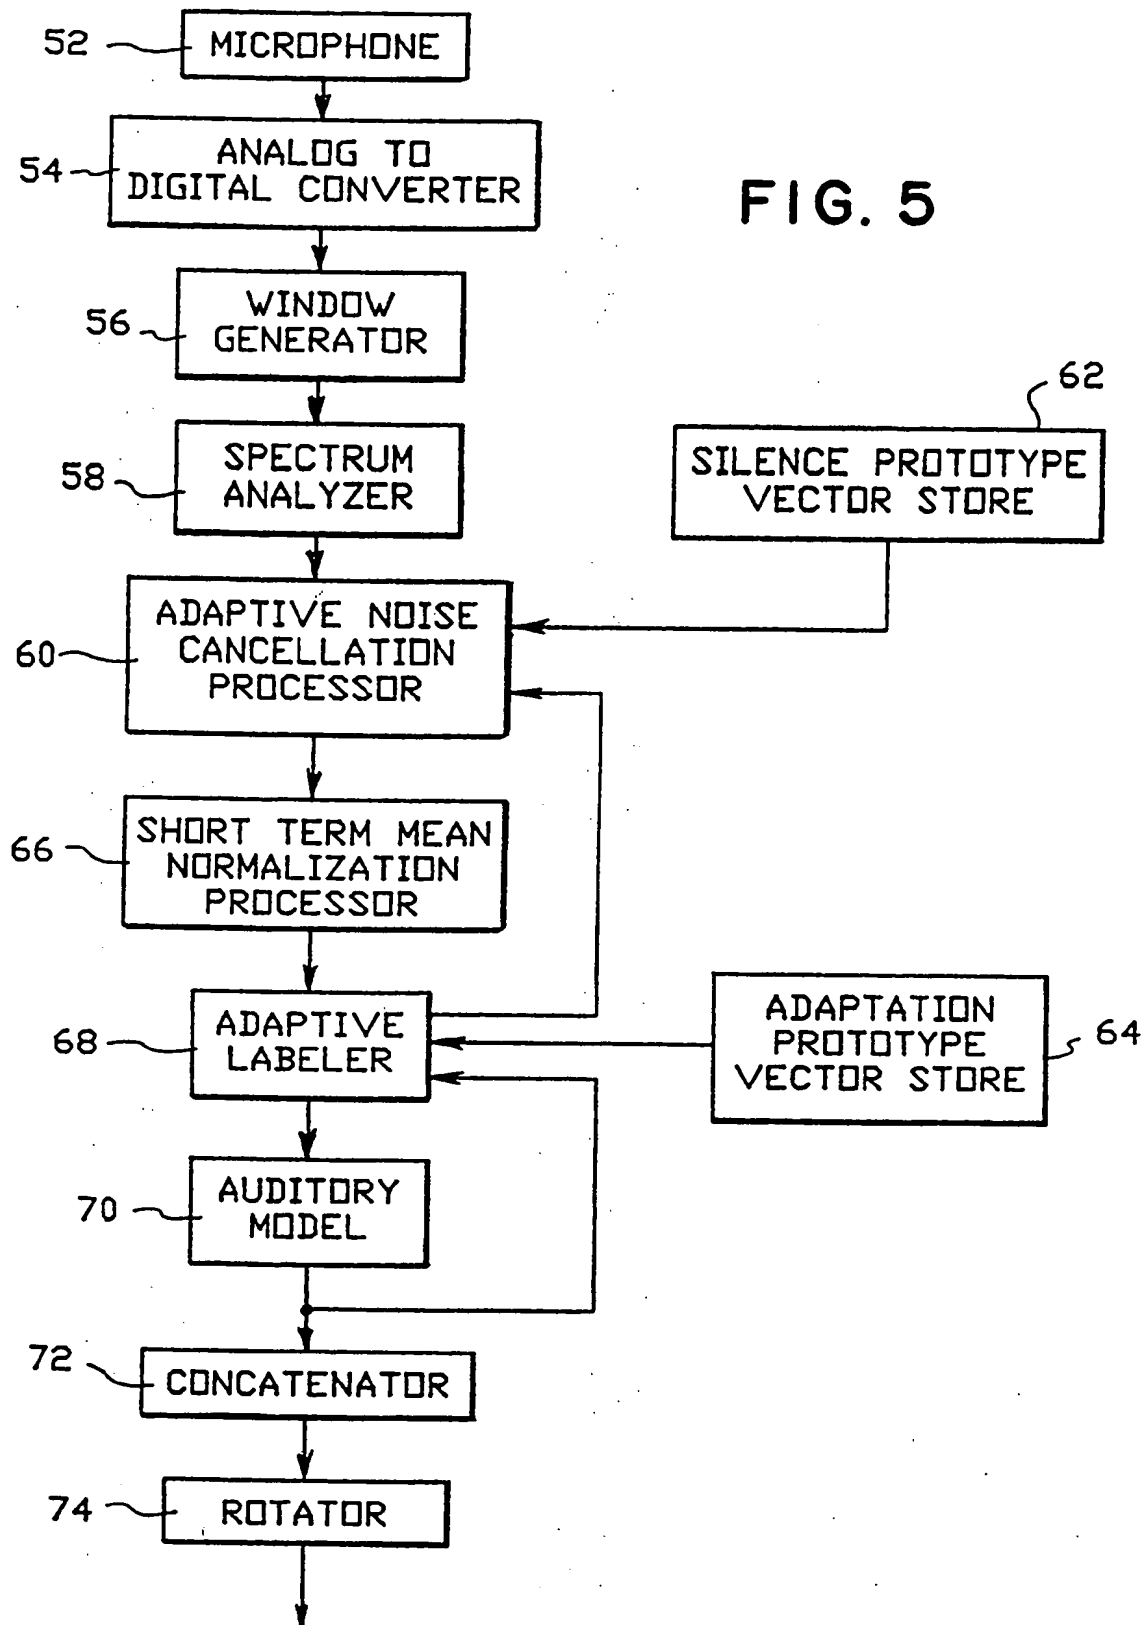 52
MICROPHONE
54
ANALOG TO
DIGITAL CONVERTER
FIG. 5
56
WINDOW
GENERATOR
62
58
SPECTRUM
ANALYZER
SILENCE PROTOTYPE
VECTOR STORE
60
ADAPTIVE NOISE
CANCELLATION
PROCESSOR
66
SHORT TERM MEAN
NORMALIZATION
PROCESSOR
68
ADAPTIVE
LABELER
ADAPTATION
PROTOTYPE
VECTOR STORE
64
70
AUDITORY
MODEL
72
CONCATENATOR
74
ROTATOR